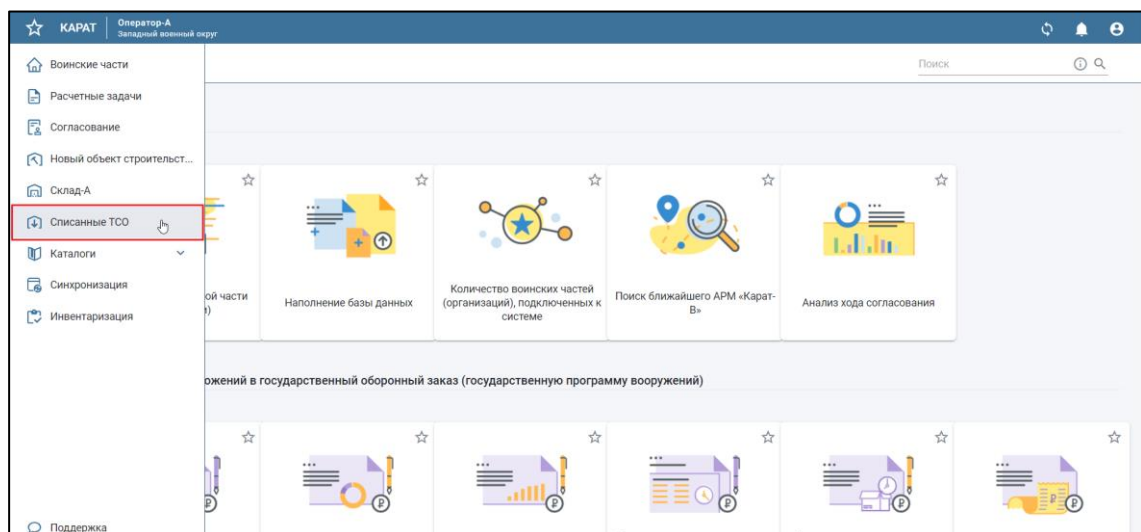 КАРАТ
Оператор-А
Западный военный округ
Воинские части
Поиск
Расчетные задачи
Согласование
Новый объект строительст...
Склад-А
Списанные ТСО
Каталоги
Синхронизация
Инвентаризация
ой части
)
Наполнение базы данных
Количество воинских частей
(организаций), подключенных к
системе
Поиск ближайшего АРМ «Карат-
В»
Анализ хода согласования
ожений в государственный оборонный заказ (государственную программу вооружений)
Поддержка